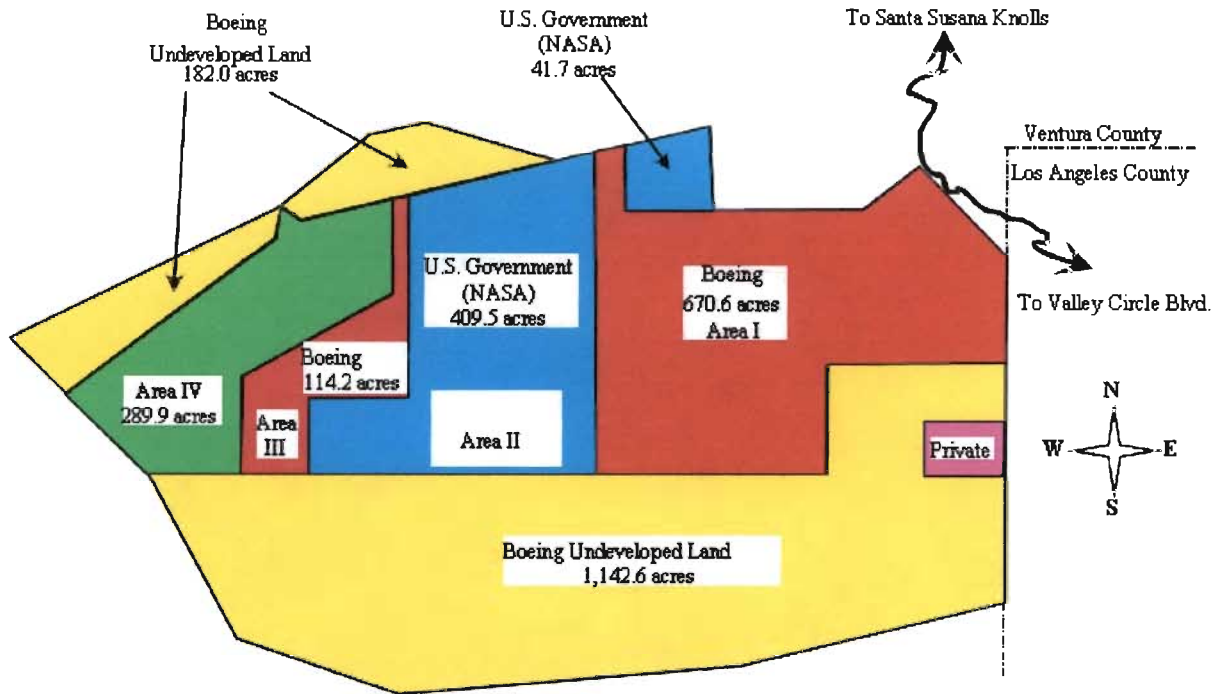 Boeing
Undeveloped Land
182.0 acres
U.S. Government
(NASA)
41.7 acres
To Santa Susana Knolls
Ventura County
Los Angeles County
To Valley Circle Blvd.
U.S. Government
(NASA)
409.5 acres
Boeing
670.6 acres
Area I
Boeing
114.2 acres
Area IV
289.9 acres
Area
III
Area II
Private
N
W
E
S
Boeing Undeveloped Land
1,142.6 acres